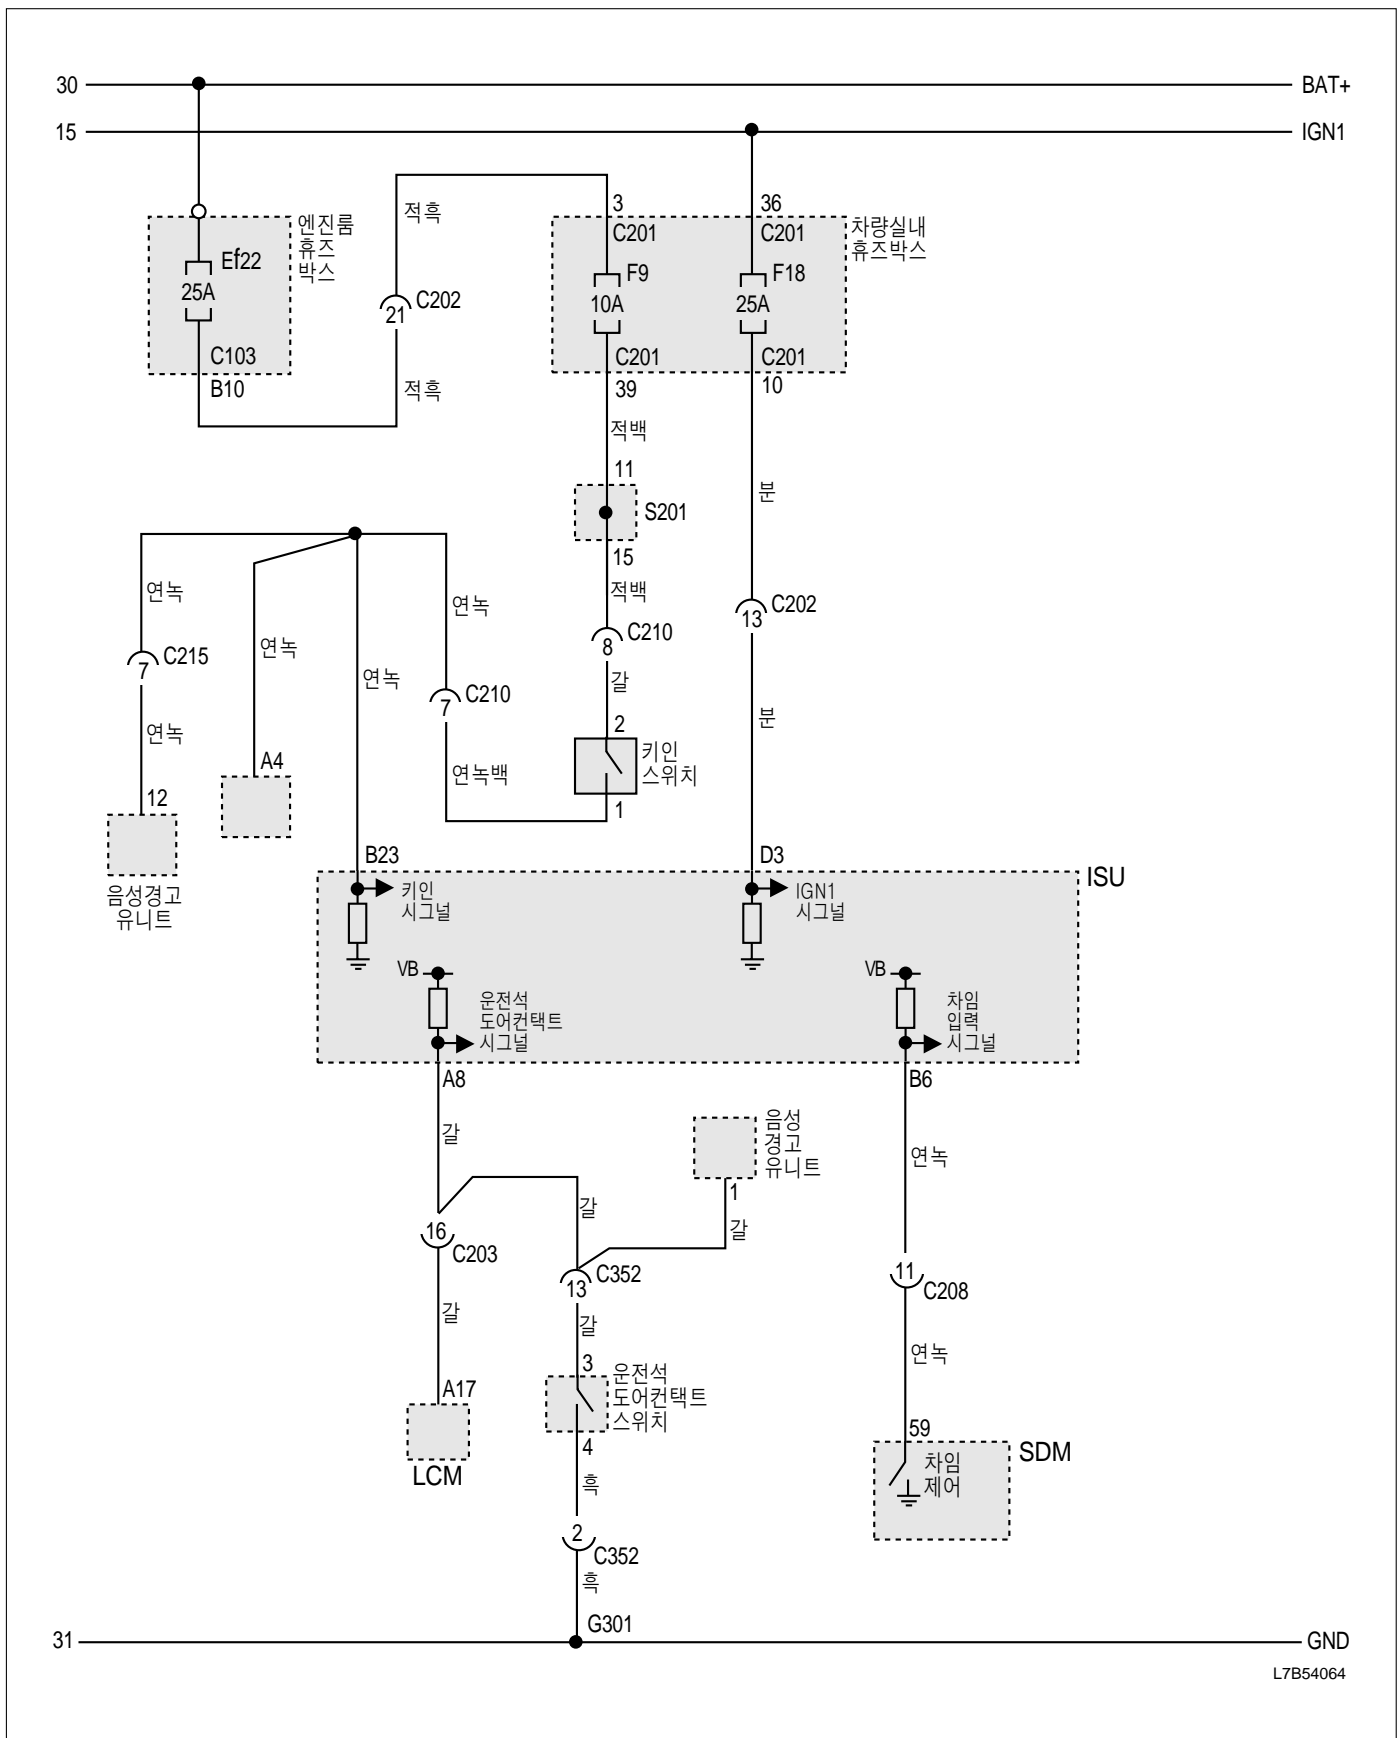 30
BAT+
15
IGN1
적흑
3
C201
36
C201
차량실내
휴즈박스
엔진룸
휴즈
박스
Ef22
25A
C103
B10
21
C202
적흑
F9
10A
C201
39
F18
25A
C201
10
적백
11
S201
15
분
적백
8
C210
갈
13
C202
분
연녹
7
C215
연녹
12
음성경고
유니트
연녹
A4
연녹
연녹
7
C210
연녹백
2
키인
스위치
1
B23
D3
ISU
키인
시그널
IGN1
시그널
VB
운전석
도어컨택트
시그널
VB
차임
입력
시그널
A8
B6
갈
음성
경고
유니트
1
갈
연녹
갈
16
C203
13
C352
11
C208
갈
갈
연녹
A17
LCM
3
운전석
도어컨택트
스위치
4
59
SDM
차임
제어
흑
2
C352
흑
G301
31
GND
L7B54064